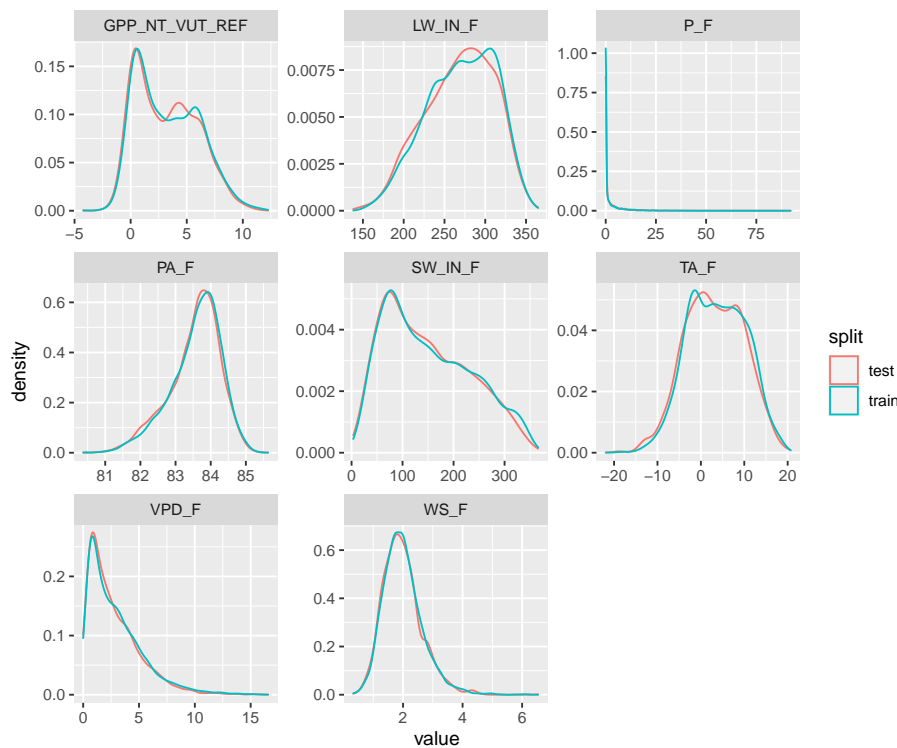 GPP_NT_VUT_REF LW_IN_F P_F
0.15 0.10 0.05 0.00
−5 0 5 10
0.0075 0.0050 0.0025 0.0000
150 200 250 300 350
1.00 0.75 0.50 0.25 0.00
0 25 50 75
PA_F SW_IN_F TA_F
0.6 0.4 0.2 0.0
81 82 83 84 85
0.004 0.002 0.000
0 100 200 300
0.04 0.02 0.00
−20 −10 0 10 20
VPD_F WS_F
0.2 0.1 0.0
0 5 10 15
0.6 0.4 0.2 0.0
2 4 6
density
value
split
test
train